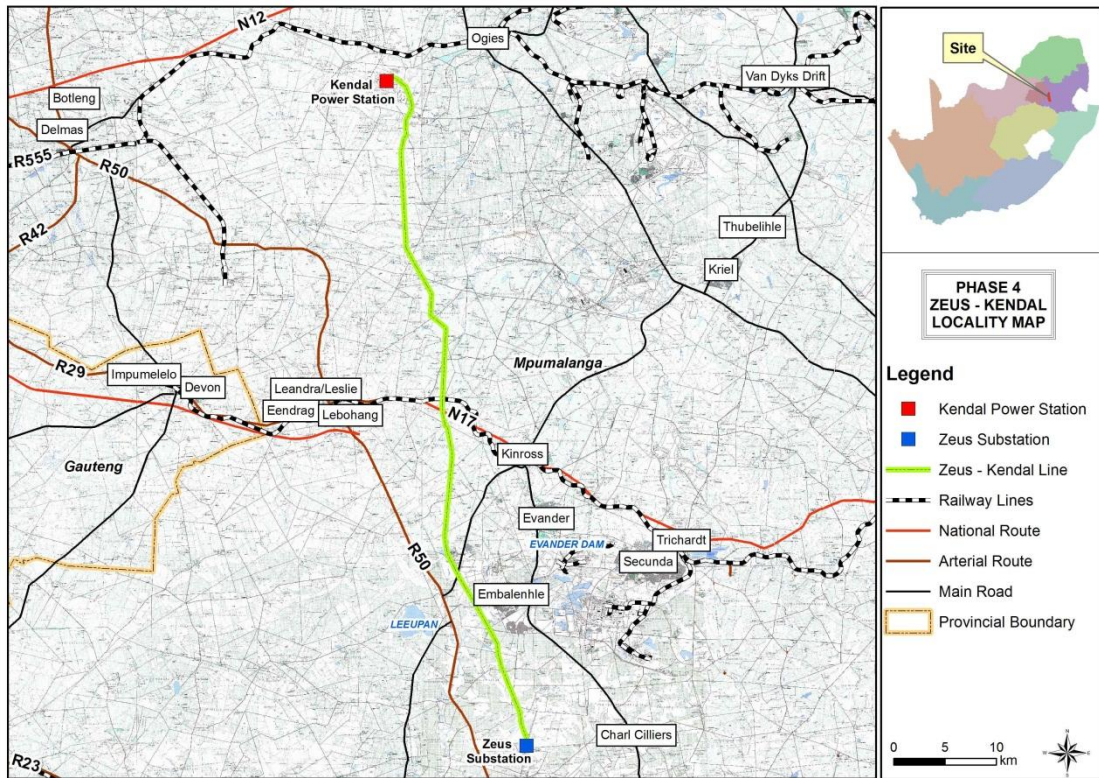 N12
Ogies
Kendal
Power Station
Van Dyks Drift
Botleng
Delmas
R555
R50
R42
Thubelihle
Kriel
Mpumalanga
R29
Impumelelo
Devon
Leandra/Leslie
Eendrag
Lebohang
N17
Kinross
Gauteng
Evander
EVANDER DAM
Trichardt
Secunda
R50
Embalenhle
LEEUPAN
Zeus
Substation
Charl Cilliers
R23
Site
PHASE 4
ZEUS - KENDAL
LOCALITY MAP
Legend
Kendal Power Station
Zeus Substation
Zeus - Kendal Line
Railway Lines
National Route
Arterial Route
Main Road
Provincial Boundary
0 5 10
km
N
W E
S